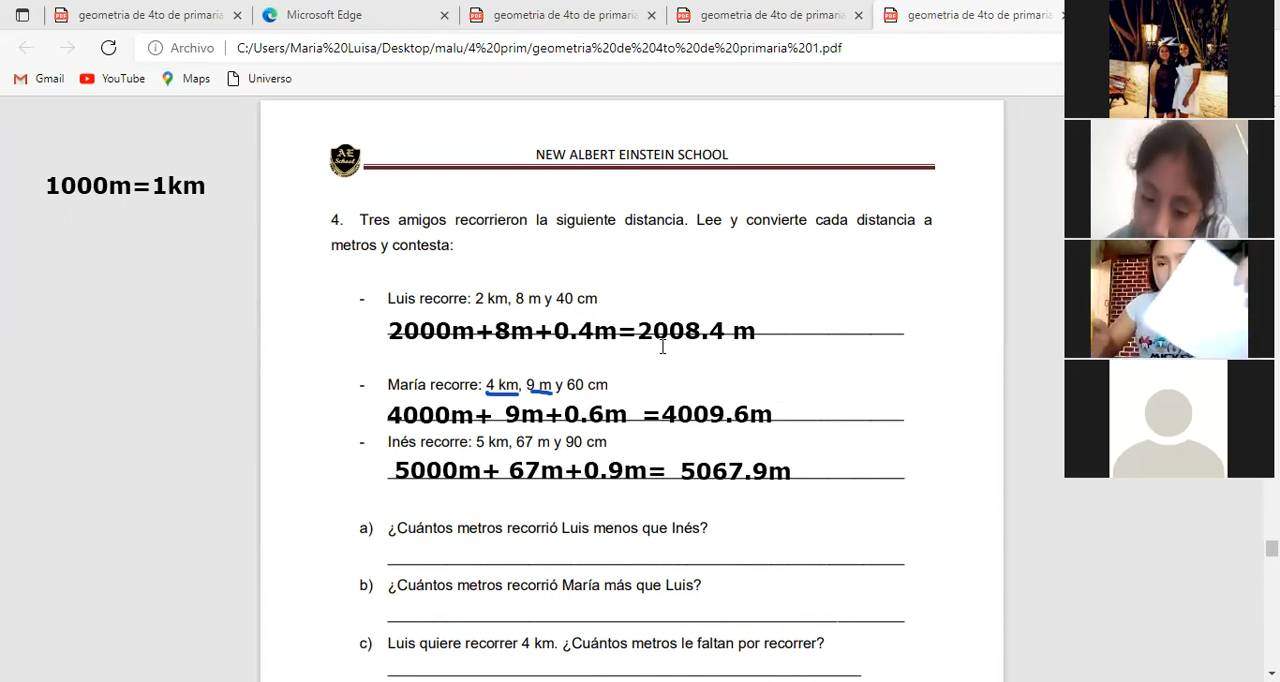 geometria de 4to de primaria
Microsoft Edge
geometria de 4to de primaria
geometria de 4to de primaria
geometria de 4to de primaria
Archivo
C:/Users/Maria%20Luisa/Desktop/malu/4%20prim/geometria%20de%204to%20de%20primaria%201.pdf
Gmail
YouTube
Maps
Universo
1000m=1km
AE
School
NEW ALBERT EINSTEIN SCHOOL
4. Tres amigos recorrieron la siguiente distancia. Lee y convierte cada distancia a
metros y contesta:
- Luis recorre: 2 km, 8 m y 40 cm
2000m+8m+0.4m=2008.4 m
- María recorre: 4 km, 9 m y 60 cm
4000m+ 9m+0.6m =4009.6m
- Inés recorre: 5 km, 67 m y 90 cm
5000m+ 67m+0.9m= 5067.9m
a) ¿Cuántos metros recorrió Luis menos que Inés?
b) ¿Cuántos metros recorrió María más que Luis?
c) Luis quiere recorrer 4 km. ¿Cuántos metros le faltan por recorrer?